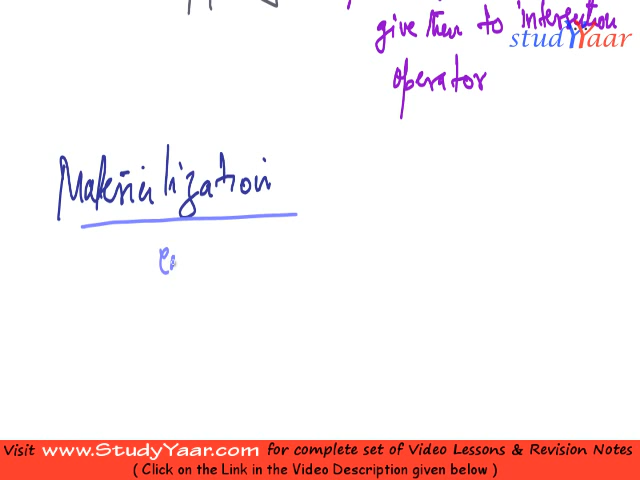 give them to intersection
studYYaar
operator
Materialization
Visit www.StudyYaar.com for complete set of Video Lessons & Revision Notes
( Click on the Link in the Video Description given below )